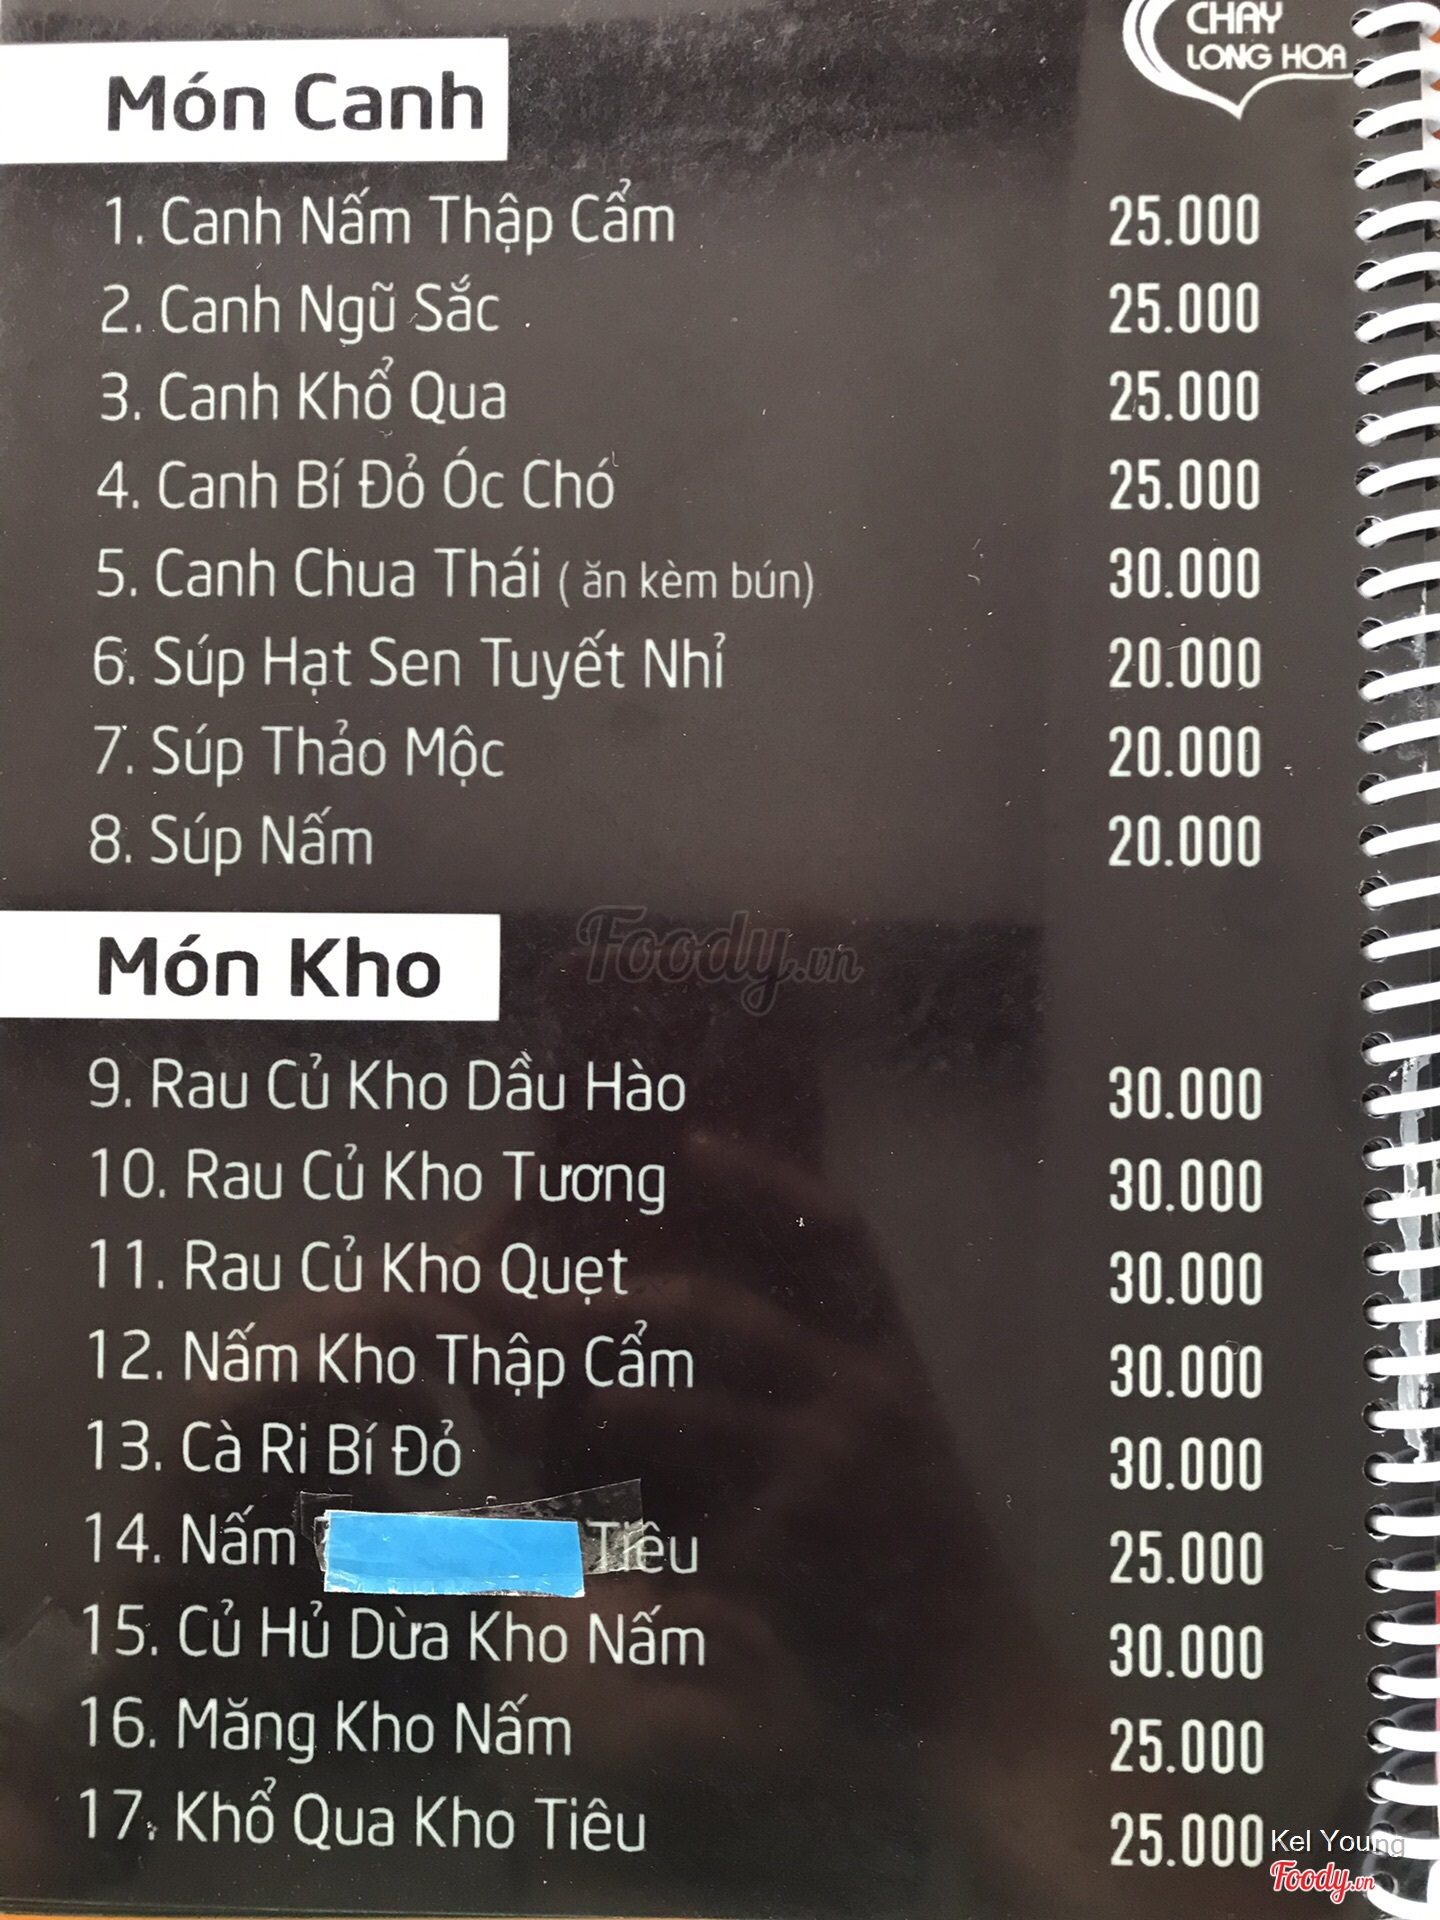 CHAY
LONG HOA
Món Canh
1. Canh Nấm Thập Cẩm 25.000
2. Canh Ngũ Sắc 25.000
3. Canh Khổ Qua 25.000
4. Canh Bí Đỏ Óc Chó 25.000
5. Canh Chua Thái ( ăn kèm bún) 30.000
6. Súp Hạt Sen Tuyết Nhỉ 20.000
7. Súp Thảo Mộc 20.000
8. Súp Nấm 20.000
Foody.vn
Món Kho
9. Rau Củ Kho Dầu Hào 30.000
10. Rau Củ Kho Tương 30.000
11. Rau Củ Kho Quẹt 30.000
12. Nấm Kho Thập Cẩm 30.000
13. Cà Ri Bí Đỏ 30.000
14. Nấm Tiêu 25.000
15. Củ Hủ Dừa Kho Nấm 30.000
16. Măng Kho Nấm 25.000
17. Khổ Qua Kho Tiêu 25.000
Kel Young
Foody.vn